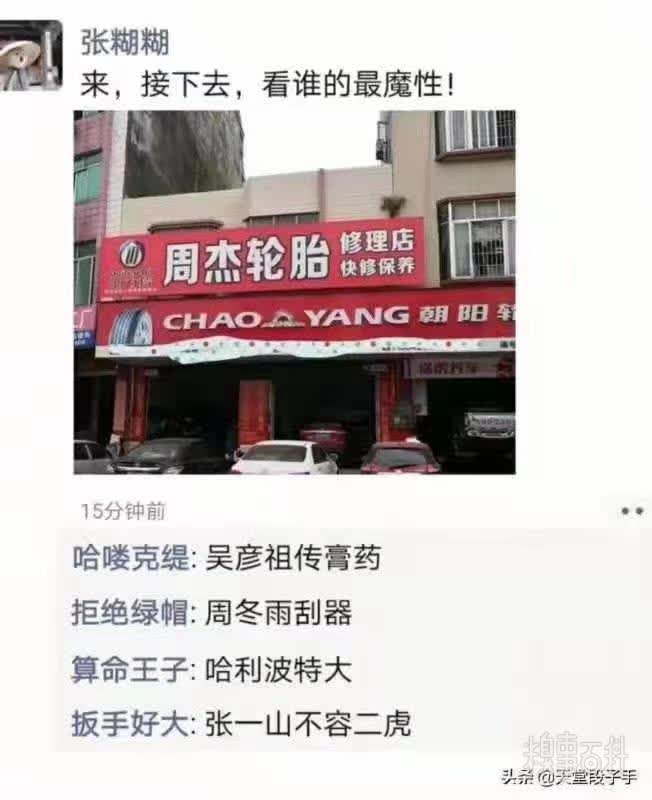 张糊糊
来，接下去，看谁的最魔性！
周杰轮胎
修理店
快修保养
CHAO YANG 朝阳轮
15分钟前
哈喽克缇: 吴彦祖传膏药
拒绝绿帽: 周冬雨刮器
算命王子: 哈利波特大
扳手好大: 张一山不容二虎
糗事百科
头条 @天堂段子手